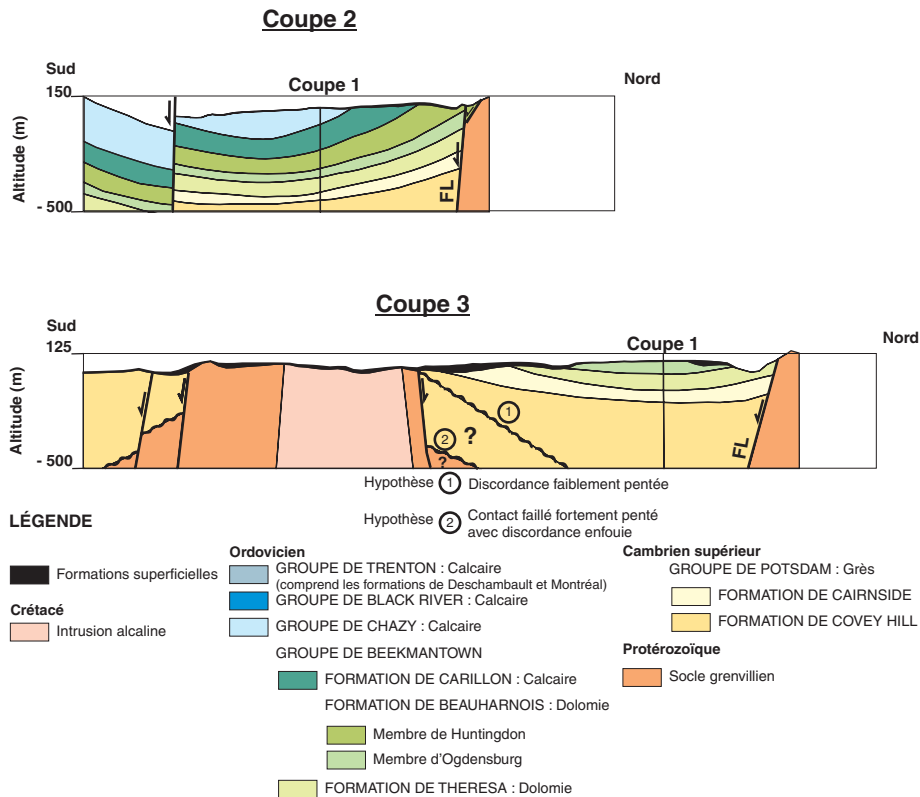 Coupe 2
Sud
Nord
Coupe 1
150
Altitude (m)
- 500
FL
Coupe 3
Sud
Nord
Coupe 1
125
Altitude (m)
- 500
1
2
?
?
FL
Hypothèse 1 Discordance faiblement pentée
Hypothèse 2 Contact faillé fortement penté
avec discordance enfouie
LÉGENDE
Formations superficielles
Crétacé
Intrusion alcaline
Ordovicien
GROUPE DE TRENTON : Calcaire
(comprend les formations de Deschambault et Montréal)
GROUPE DE BLACK RIVER : Calcaire
GROUPE DE CHAZY : Calcaire
GROUPE DE BEEKMANTOWN
FORMATION DE CARILLON : Calcaire
FORMATION DE BEAUHARNOIS : Dolomie
Membre de Huntingdon
Membre d'Ogdensburg
FORMATION DE THERESA : Dolomie
Cambrien supérieur
GROUPE DE POTSDAM : Grès
FORMATION DE CAIRNSIDE
FORMATION DE COVEY HILL
Protérozoïque
Socle grenvillien